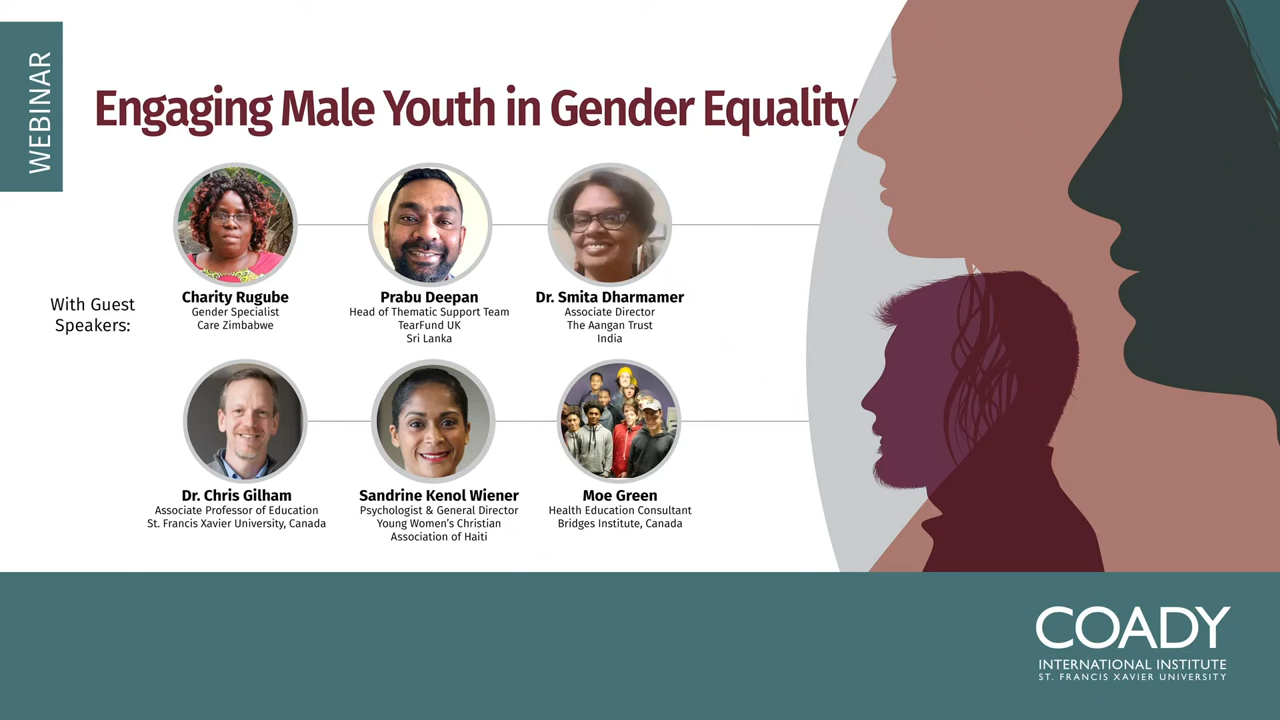 WEBINAR
Engaging Male Youth in Gender Equality
With Guest
Speakers:
Charity Rugube
Gender Specialist
Care Zimbabwe
Prabu Deepan
Head of Thematic Support Team
TearFund UK
Sri Lanka
Dr. Smita Dharmamer
Associate Director
The Aangan Trust
India
Dr. Chris Gilham
Associate Professor of Education
St. Francis Xavier University, Canada
Sandrine Kenol Wiener
Psychologist & General Director
Young Women's Christian
Association of Haiti
Moe Green
Health Education Consultant
Bridges Institute, Canada
COADY
INTERNATIONAL INSTITUTE
ST. FRANCIS XAVIER UNIVERSITY